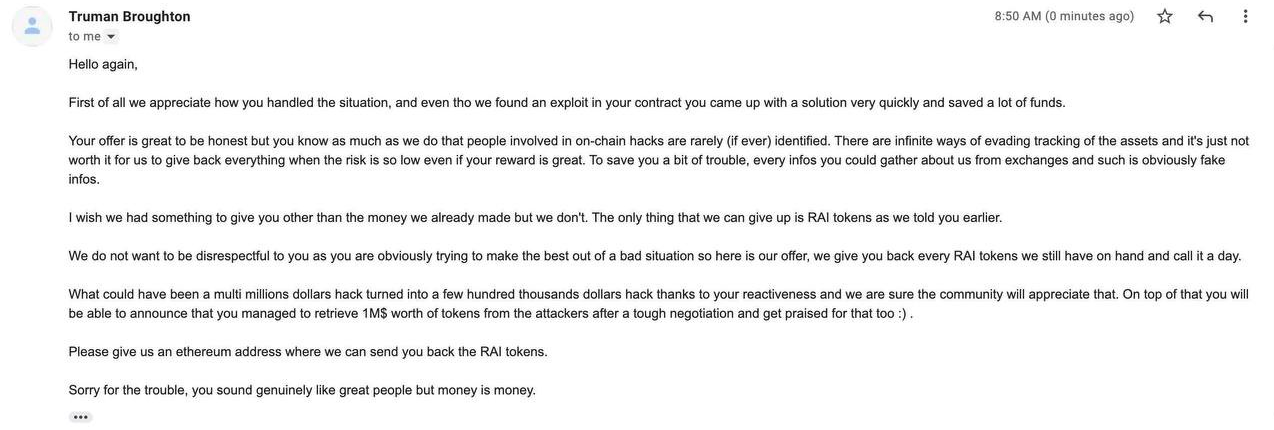 Truman Broughton
8:50 AM (0 minutes ago)
to me
Hello again,
First of all we appreciate how you handled the situation, and even tho we found an exploit in your contract you came up with a solution very quickly and saved a lot of funds.
Your offer is great to be honest but you know as much as we do that people involved in on-chain hacks are rarely (if ever) identified. There are infinite ways of evading tracking of the assets and it's just not
worth it for us to give back everything when the risk is so low even if your reward is great. To save you a bit of trouble, every infos you could gather about us from exchanges and such is obviously fake
infos.
I wish we had something to give you other than the money we already made but we don't. The only thing that we can give up is RAI tokens as we told you earlier.
We do not want to be disrespectful to you as you are obviously trying to make the best out of a bad situation so here is our offer, we give you back every RAI tokens we still have on hand and call it a day.
What could have been a multi millions dollars hack turned into a few hundred thousands dollars hack thanks to your reactiveness and we are sure the community will appreciate that. On top of that you will
be able to announce that you managed to retrieve 1M$ worth of tokens from the attackers after a tough negotiation and get praised for that too :) .
Please give us an ethereum address where we can send you back the RAI tokens.
Sorry for the trouble, you sound genuinely like great people but money is money.